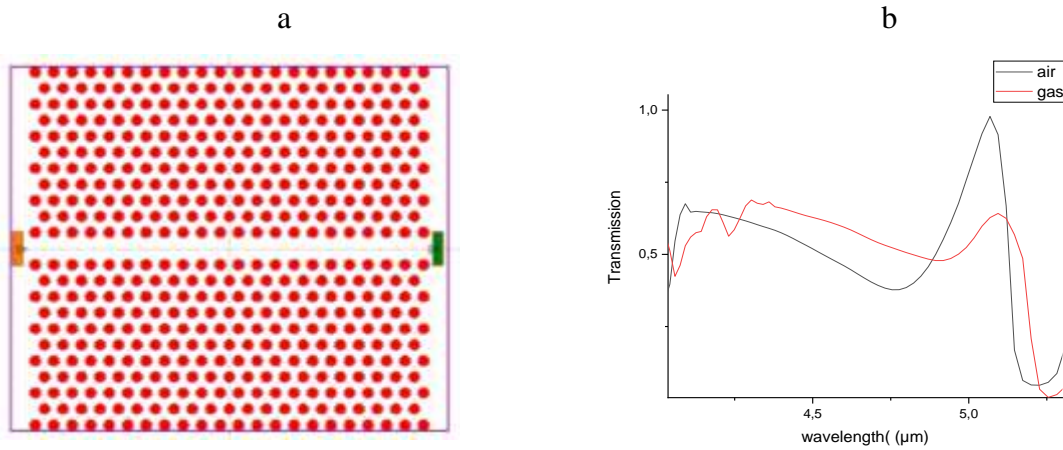 a
b
air
gas
1,0
0,5
Transmission
4,5 5,0
wavelength( (µm)